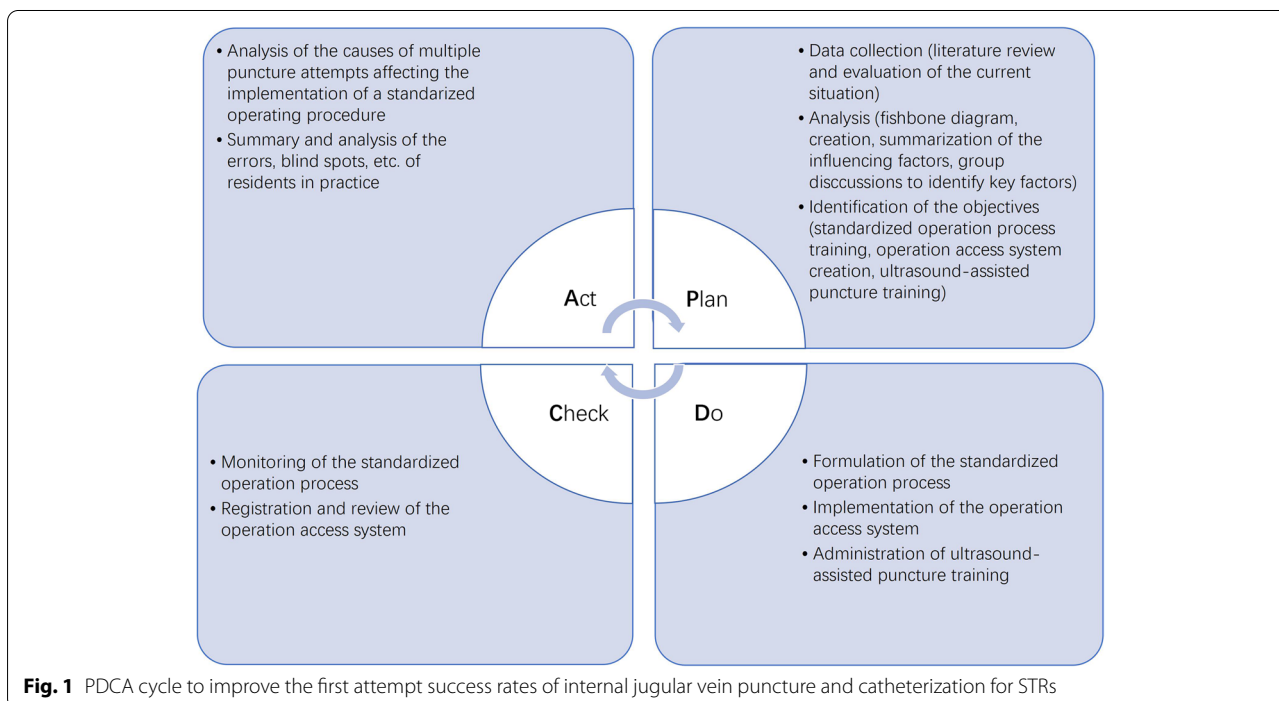 • Analysis of the causes of multiple
puncture attempts affecting the
implementation of a standarized
operating procedure
• Summary and analysis of the
errors, blind spots, etc. of
residents in practice
• Data collection (literature review
and evaluation of the current
situation)
• Analysis (fishbone diagram,
creation, summarization of the
influencing factors, group
disccussions to identify key factors)
• Identification of the objectives
(standardized operation process
training, operation access system
creation, ultrasound-assisted
puncture training)
Act
Plan
Check
Do
• Monitoring of the standardized
operation process
• Registration and review of the
operation access system
• Formulation of the standardized
operation process
• Implementation of the operation
access system
• Administration of ultrasound-
assisted puncture training
Fig. 1 PDCA cycle to improve the first attempt success rates of internal jugular vein puncture and catheterization for STRs